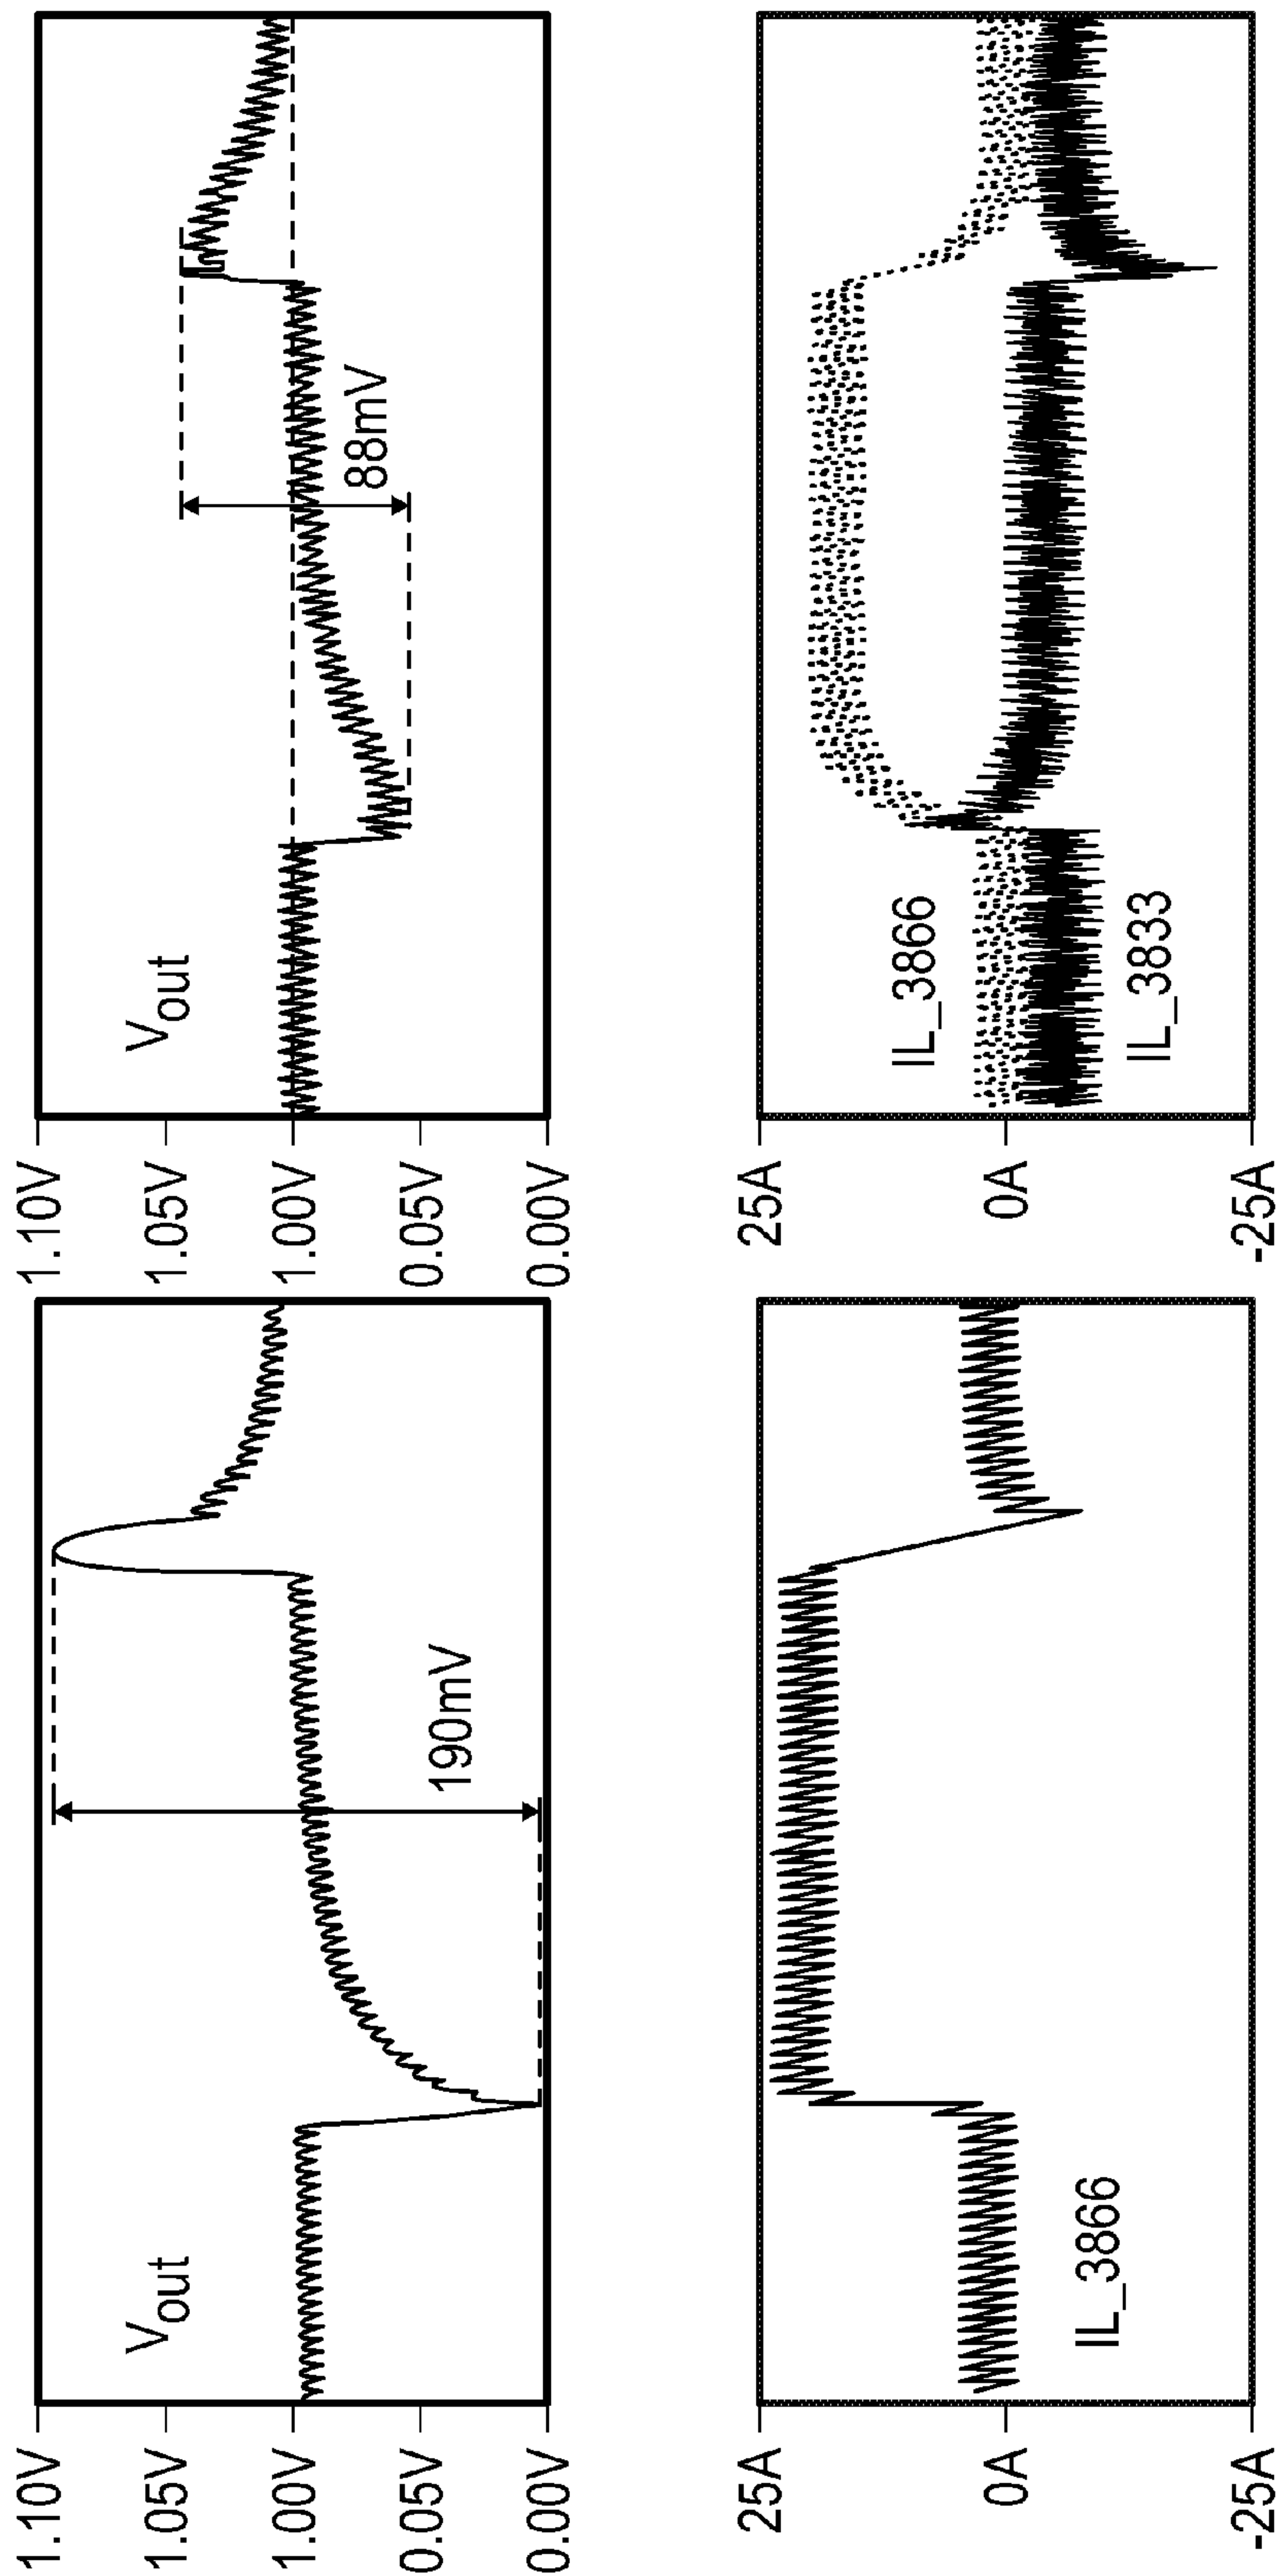 1.10V
1.05V
1.00V
0.05V
0.00V
Vout
190mV
25A
0A
-25A
IL_3866
1.10V
1.05V
1.00V
0.05V
0.00V
Vout
88mV
25A
0A
-25A
IL_3866
IL_3833